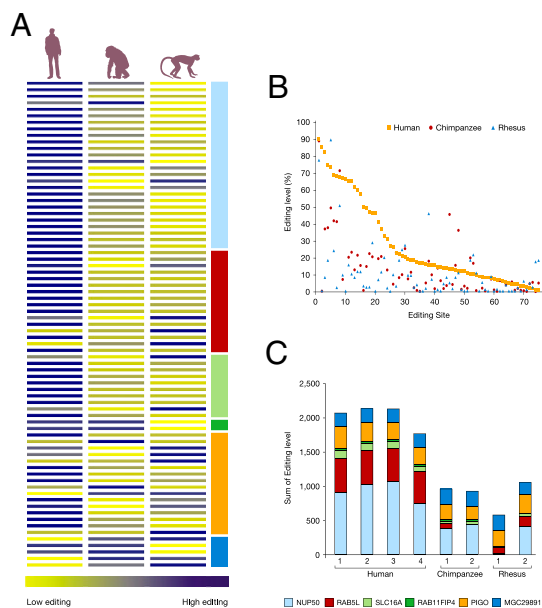 A
Low editing
High editing
B
Human
Chimpanzee
Rhesus
Editing level (%)
100
90
80
70
60
50
40
30
20
10
0
0 10 20 30 40 50 60 70
Editing Site
C
Sum of Editing level
2,500
2,000
1,500
1,000
500
0
1 2 3 4 1 2 1 2
Human Chimpanzee Rhesus
NUP50 RAB5L SLC16A RAB11FIP4 PIGO MGC29891